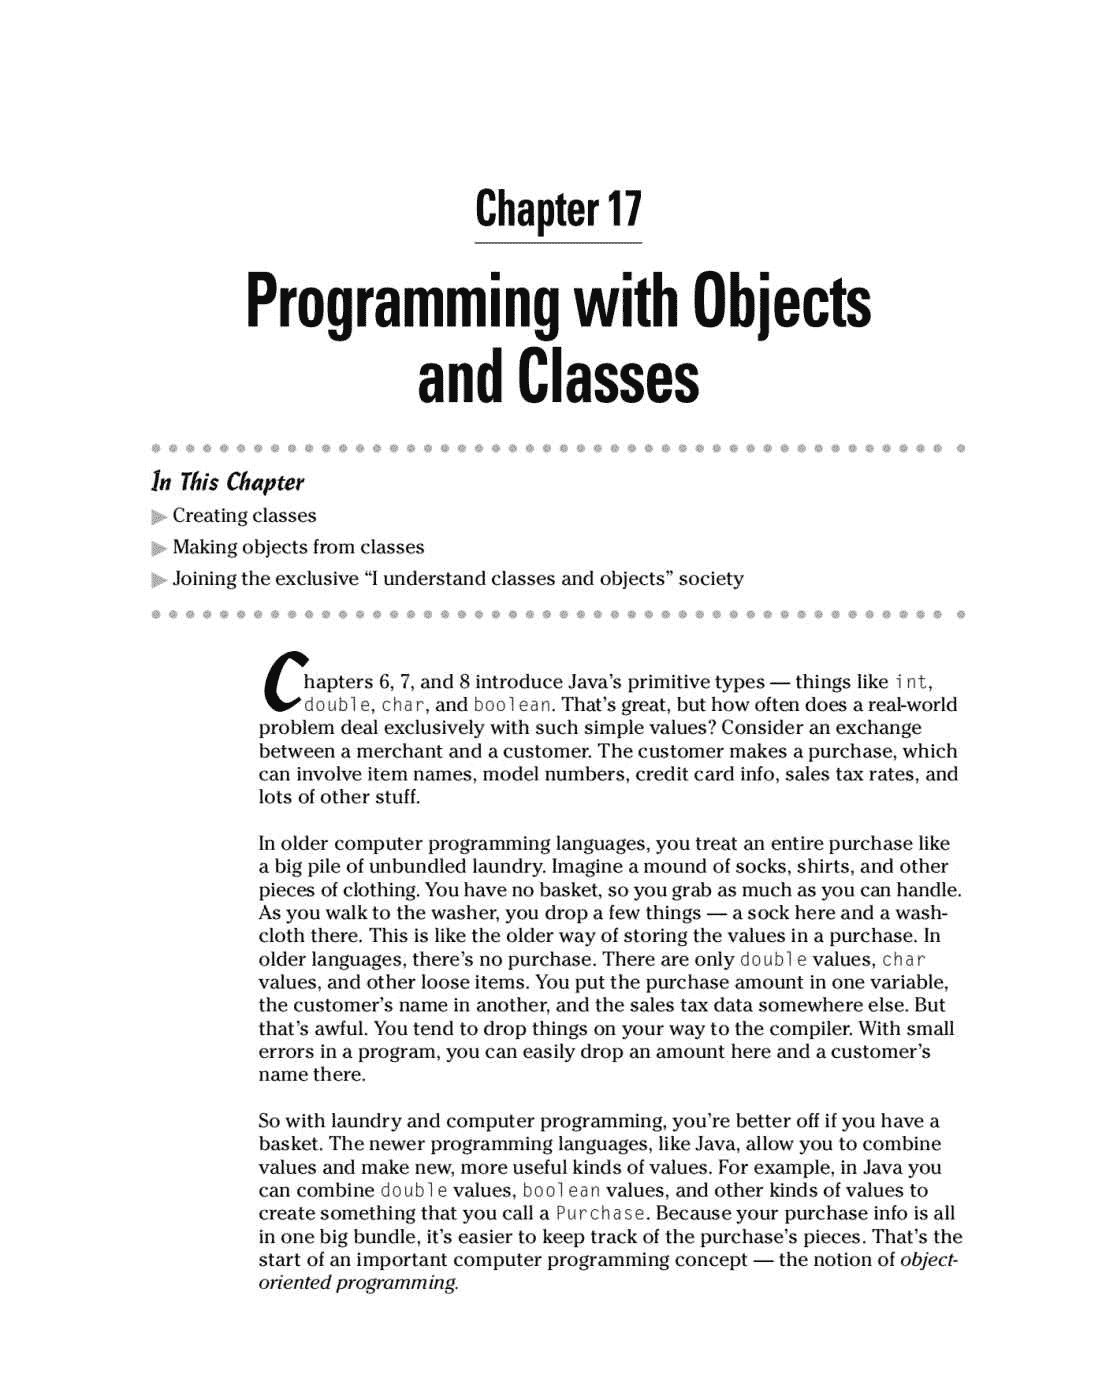 Chapter 17
Programming with Objects
and Classes
In This Chapter
Creating classes
Making objects from classes
Joining the exclusive “I understand classes and objects” society
Chapters 6, 7, and 8 introduce Java’s primitive types — things like int,
double, char, and boolean. That’s great, but how often does a real-world
problem deal exclusively with such simple values? Consider an exchange
between a merchant and a customer. The customer makes a purchase, which
can involve item names, model numbers, credit card info, sales tax rates, and
lots of other stuff.
In older computer programming languages, you treat an entire purchase like
a big pile of unbundled laundry. Imagine a mound of socks, shirts, and other
pieces of clothing. You have no basket, so you grab as much as you can handle.
As you walk to the washer, you drop a few things — a sock here and a wash-
cloth there. This is like the older way of storing the values in a purchase. In
older languages, there’s no purchase. There are only double values, char
values, and other loose items. You put the purchase amount in one variable,
the customer’s name in another, and the sales tax data somewhere else. But
that’s awful. You tend to drop things on your way to the compiler. With small
errors in a program, you can easily drop an amount here and a customer’s
name there.
So with laundry and computer programming, you’re better off if you have a
basket. The newer programming languages, like Java, allow you to combine
values and make new, more useful kinds of values. For example, in Java you
can combine double values, boolean values, and other kinds of values to
create something that you call a Purchase. Because your purchase info is all
in one big bundle, it’s easier to keep track of the purchase’s pieces. That’s the
start of an important computer programming concept — the notion of object-
oriented programming.